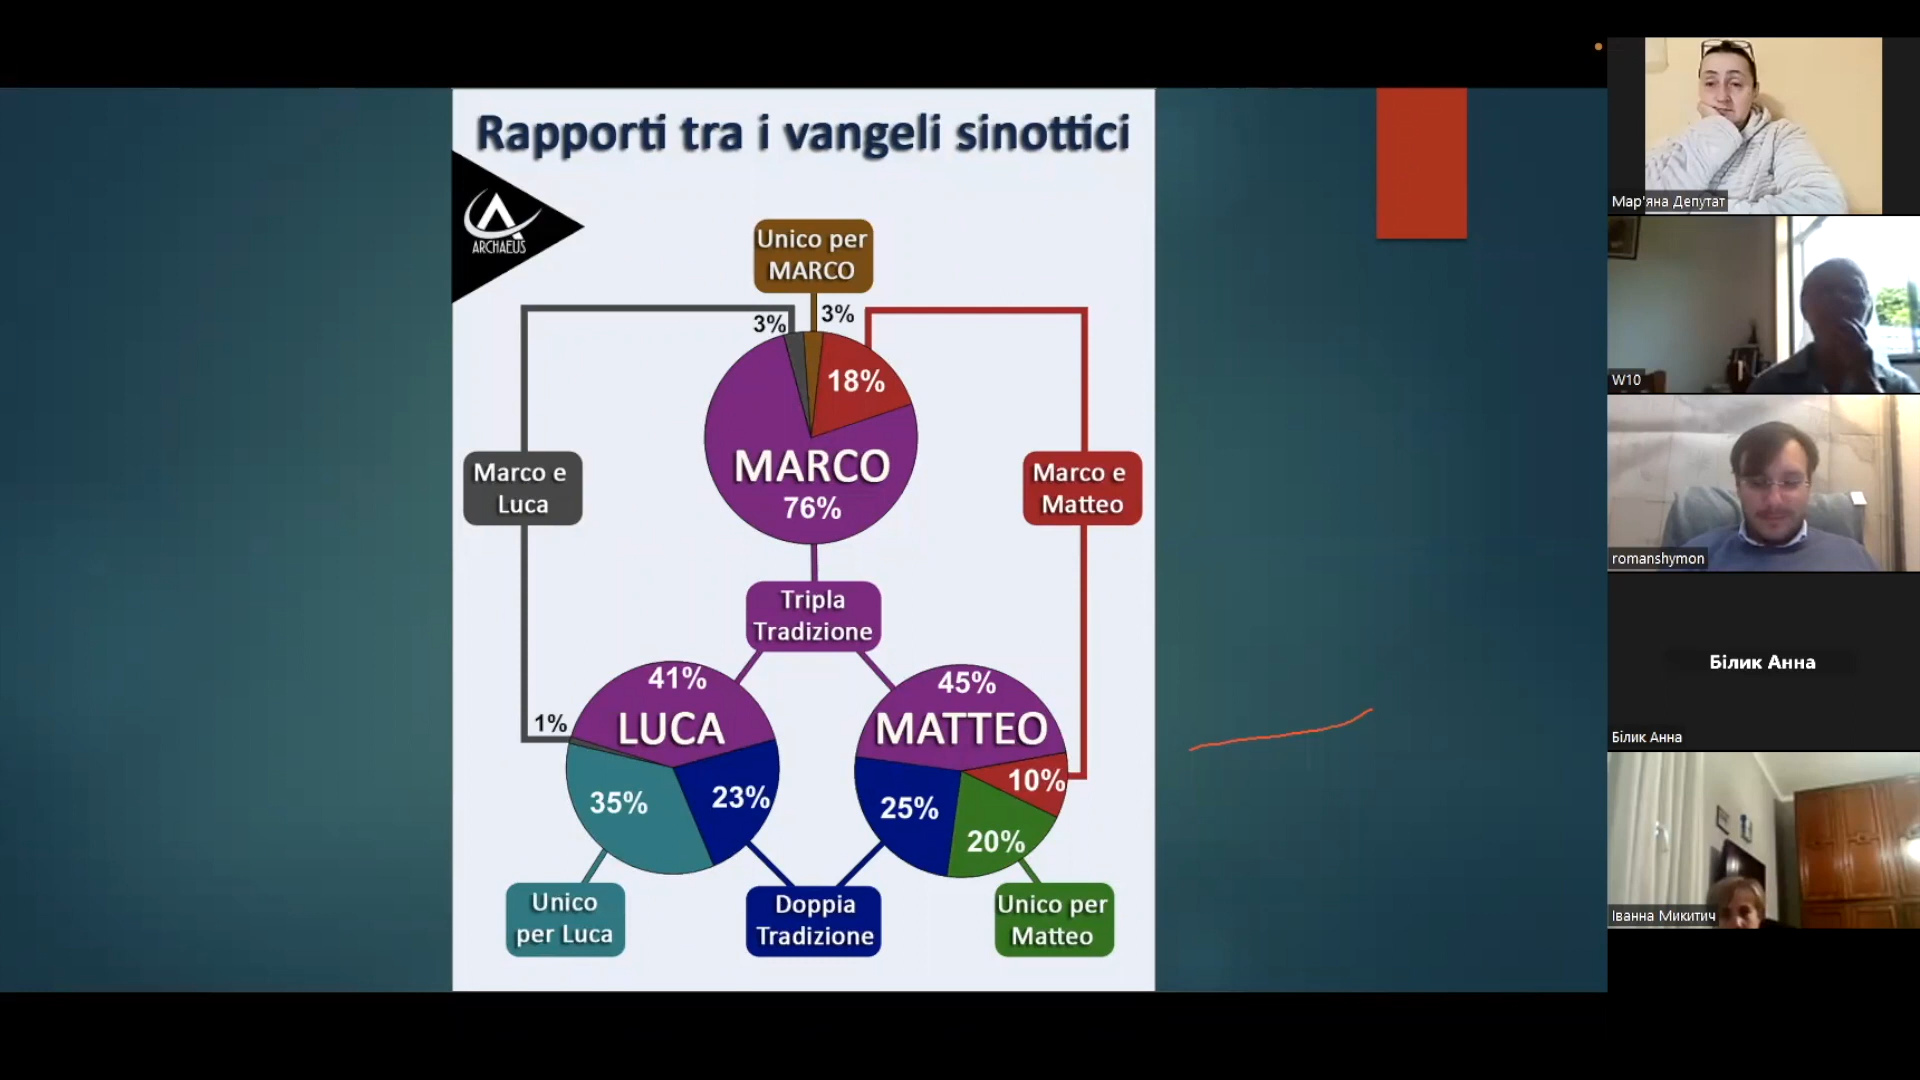 Rapporti tra i vangeli sinottici
ARCHAEUS
Unico per
MARCO
3%
3%
18%
MARCO
76%
Marco e
Luca
Marco e
Matteo
Tripla
Tradizione
41%
LUCA
1%
35%
23%
45%
MATTEO
10%
25%
20%
Unico
per Luca
Doppia
Tradizione
Unico per
Matteo
Мар'яна Депутат
W10
romanshymon
Білик Анна
Білик Анна
Іванна Микитич